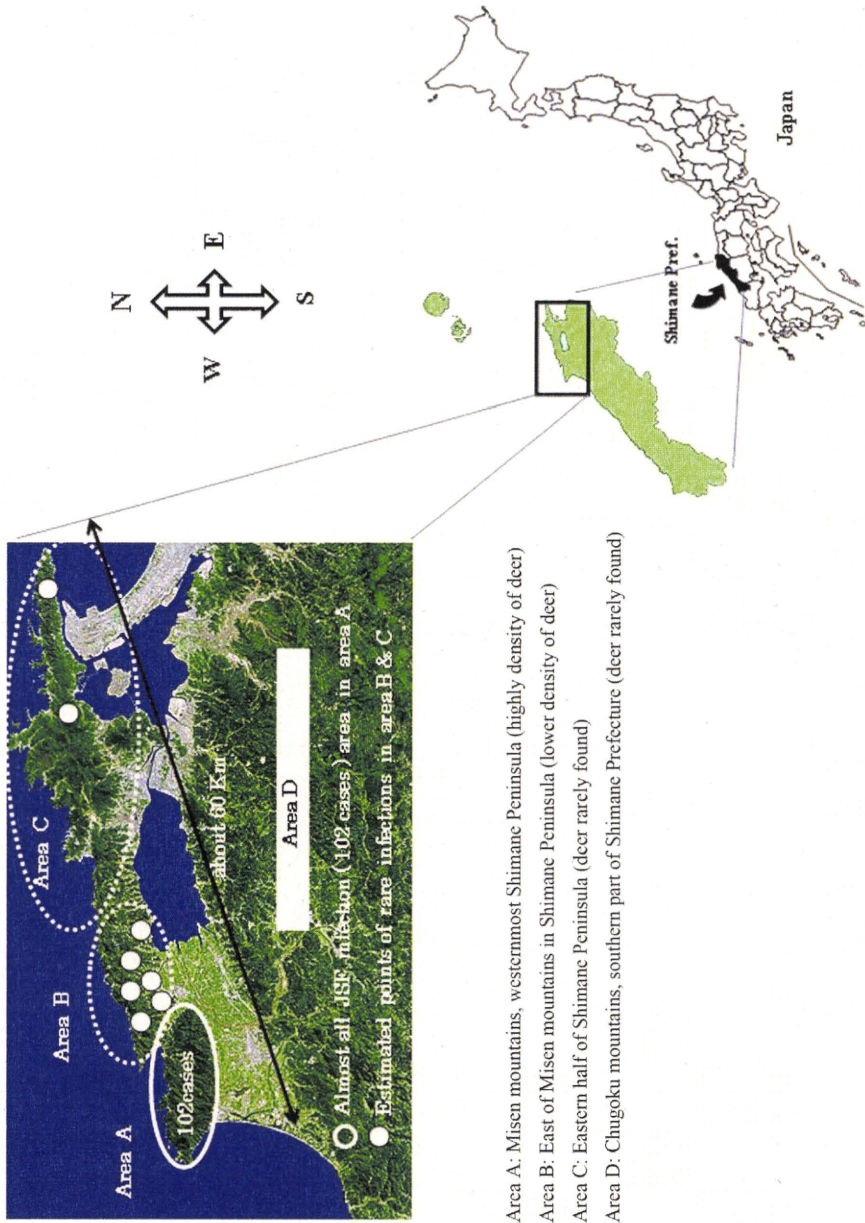 N
W
E
S
Area A
Area B
Area C
102cases
about 60 Km
Area D
Almost all JSF infection (102 cases) area in area A
Estimated points of rare infections in area B & C
Shimane Pref.
Japan
Area A: Misen mountains, westernmost Shimane Peninsula (highly density of deer)
Area B: East of Misen mountains in Shimane Peninsula (lower density of deer)
Area C: Eastern half of Shimane Peninsula (deer rarely found)
Area D: Chugoku mountains, southern part of Shimane Prefecture (deer rarely found)